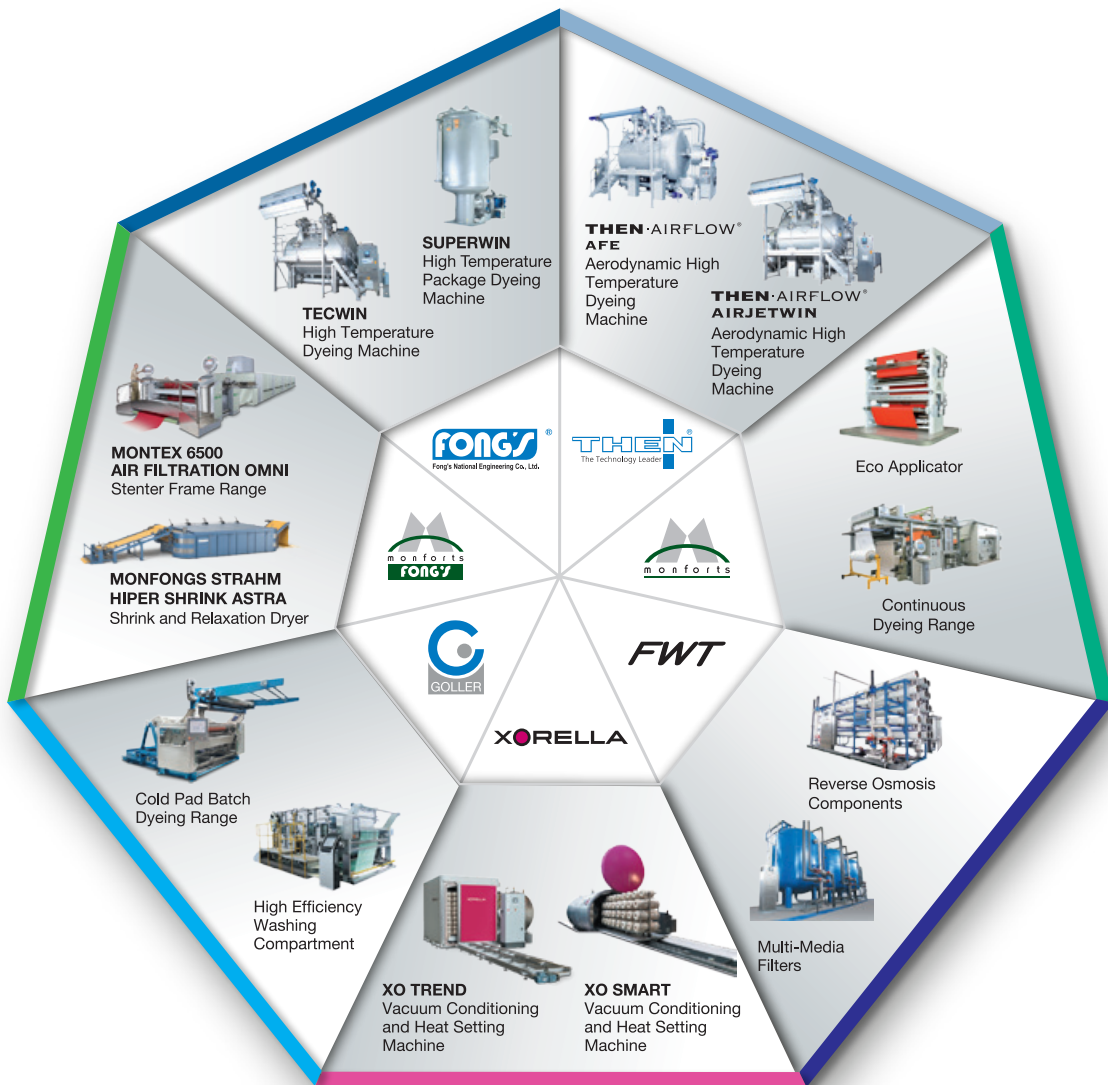 SUPERWIN
High Temperature
Package Dyeing
Machine
TECWIN
High Temperature
Dyeing Machine
THEN·AIRFLOW®
AFE
Aerodynamic High
Temperature
Dyeing
Machine
THEN·AIRFLOW®
AIRJETWIN
Aerodynamic High
Temperature
Dyeing
Machine
MONTEX 6500
AIR FILTRATION OMNI
Stenter Frame Range
MONFONGS STRAHM
HIPER SHRINK ASTRA
Shrink and Relaxation Dryer
Eco Applicator
Continuous
Dyeing Range
FONG'S ®
Fong's National Engineering Co., Ltd.
THEN ®
The Technology Leader
monforts
FONG'S
monforts
GOLLER
FWT
XORELLA
Cold Pad Batch
Dyeing Range
High Efficiency
Washing
Compartment
Reverse Osmosis
Components
Multi-Media
Filters
XORELLA
XO TREND
Vacuum Conditioning
and Heat Setting
Machine
XO SMART
Vacuum Conditioning
and Heat Setting
Machine